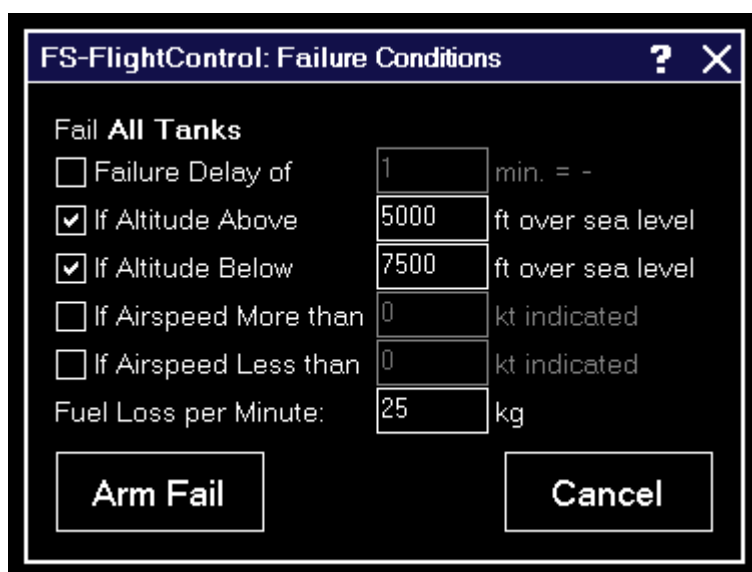 FS-FlightControl: Failure Conditions ? X
Fail All Tanks
Failure Delay of 1 min. = -
If Altitude Above 5000 ft over sea level
If Altitude Below 7500 ft over sea level
If Airspeed More than 0 kt indicated
If Airspeed Less than 0 kt indicated
Fuel Loss per Minute: 25 kg
Arm Fail Cancel